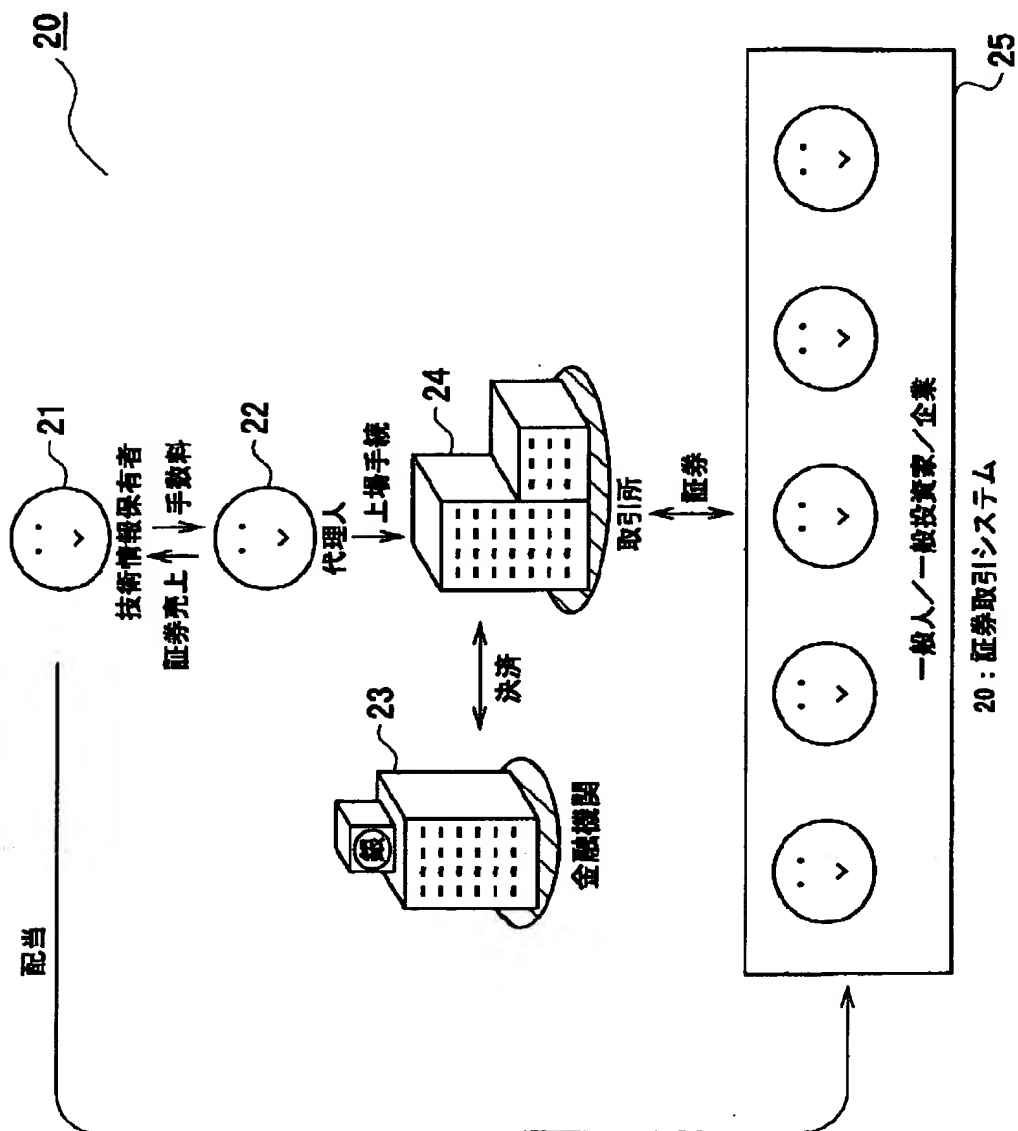 20
21
技術情報保有者
証券売上
手数料
22
代理人
上場手続
24
取引所
決済
23
銀
金融機関
証券
配当
一般人／一般投資家／企業
25
20：証券取引システム